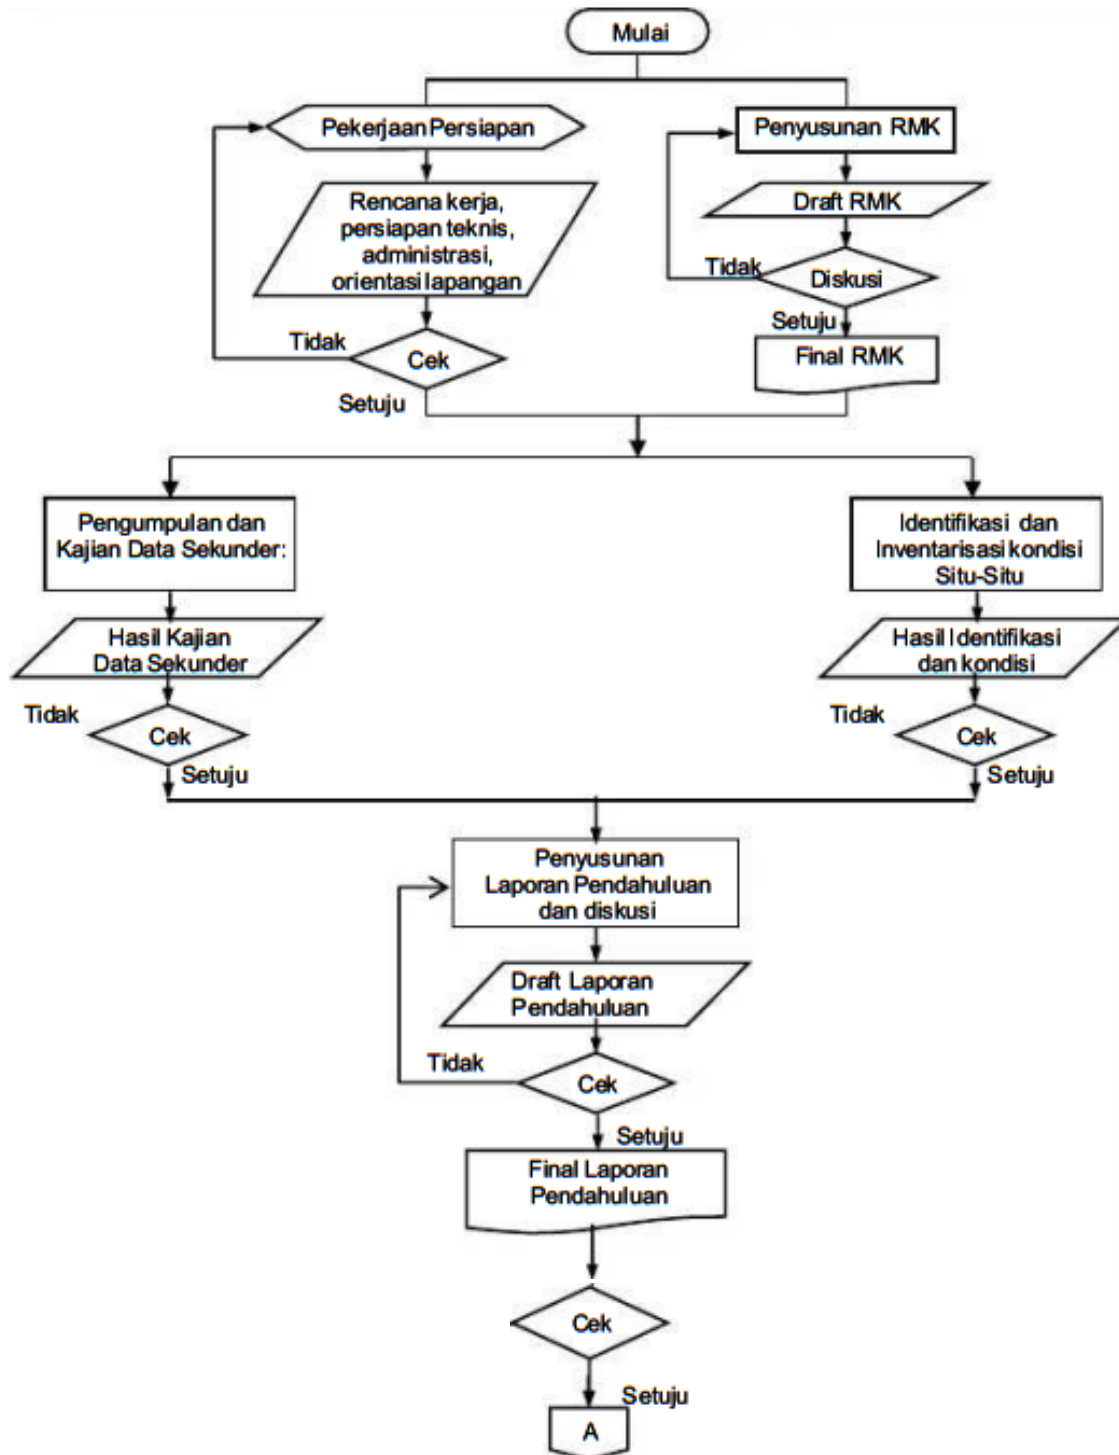 Mulai
Pekerjaan Persiapan
Rencana kerja,
persiapan teknis,
administrasi,
orientasi lapangan
Tidak
Cek
Setuju
Penyusunan RMK
Draft RMK
Tidak
Diskusi
Setuju
Final RMK
Pengumpulan dan
Kajian Data Sekunder:
Hasil Kajian
Data Sekunder
Tidak
Cek
Setuju
Identifikasi dan
Inventarisasi kondisi
Situ-Situ
Hasil Identifikasi
dan kondisi
Tidak
Cek
Setuju
Penyusunan
Laporan Pendahuluan
dan diskusi
Draft Laporan
Pendahuluan
Tidak
Cek
Setuju
Final Laporan
Pendahuluan
Cek
Setuju
A